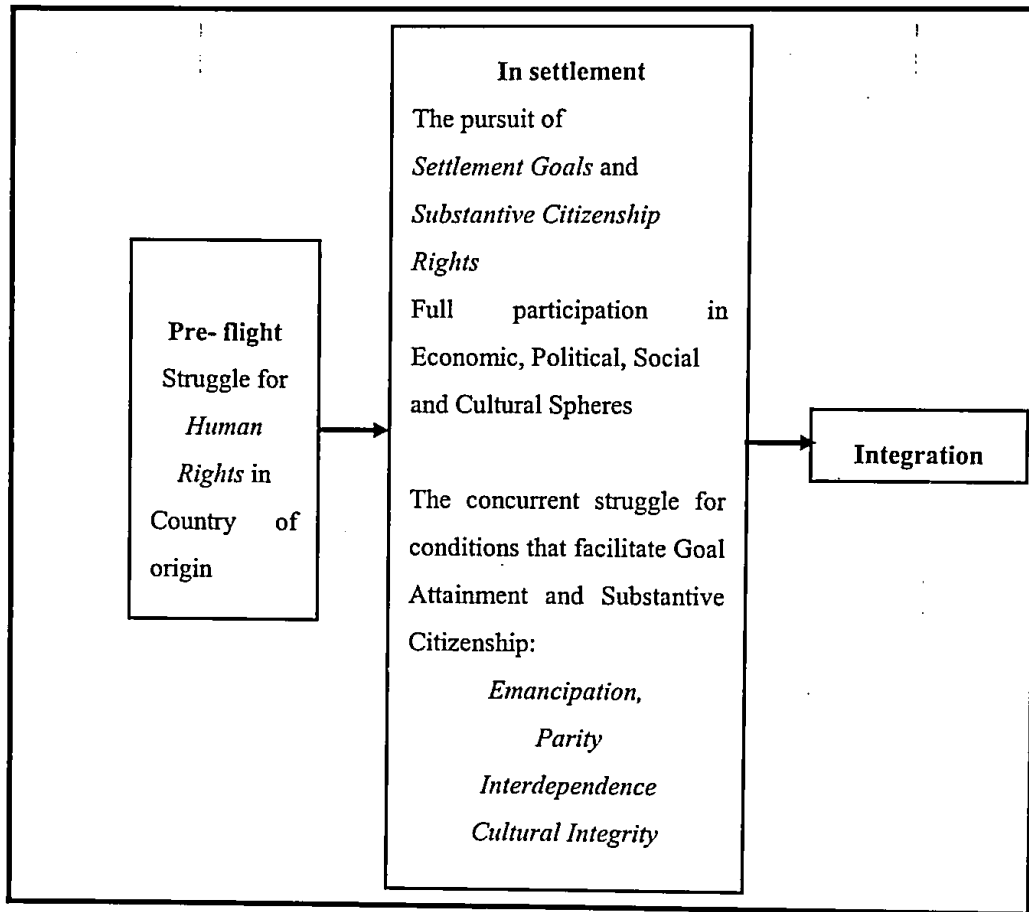 Pre- flight
Struggle for
Human
Rights in
Country of
origin
In settlement
The pursuit of
Settlement Goals and
Substantive Citizenship
Rights
Full participation in
Economic, Political, Social
and Cultural Spheres
The concurrent struggle for
conditions that facilitate Goal
Attainment and Substantive
Citizenship:
Emancipation,
Parity
Interdependence
Cultural Integrity
Integration